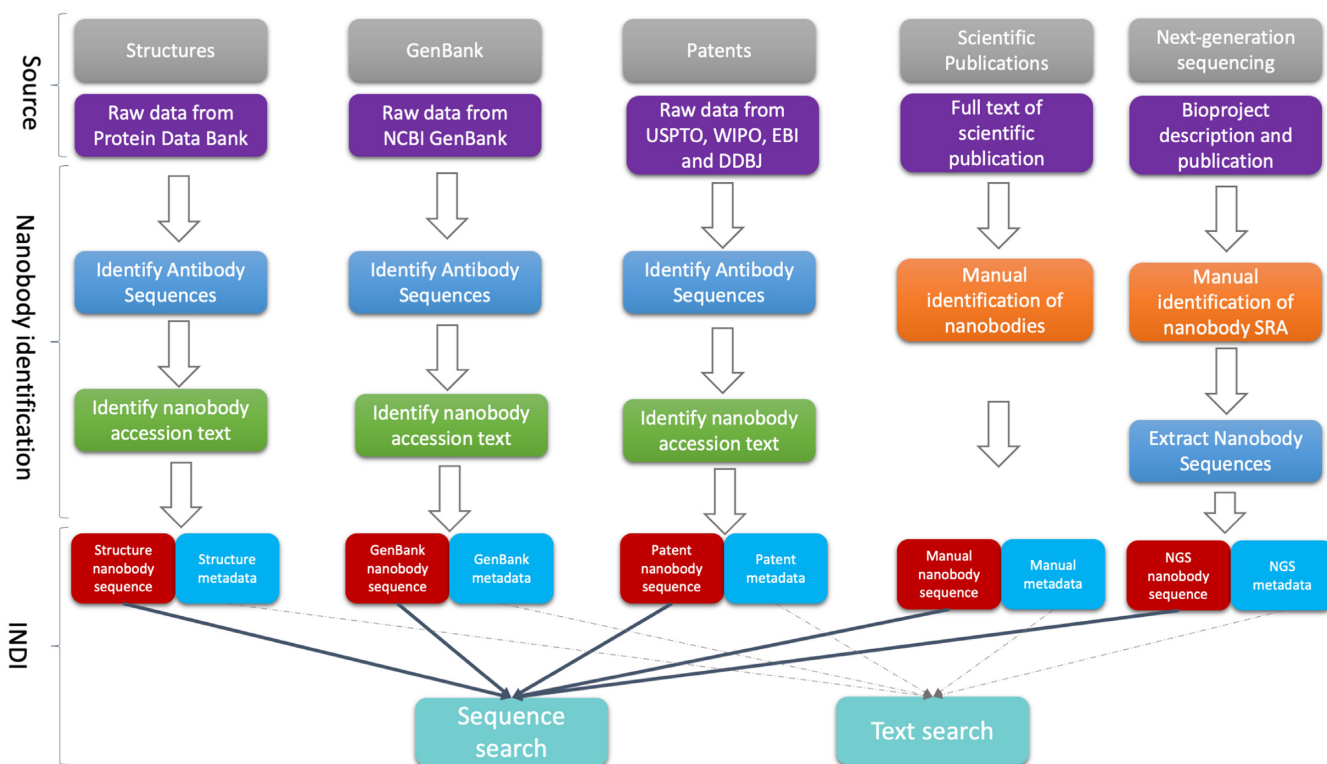 Source
Structures
GenBank
Patents
Scientific
Publications
Next-generation
sequencing
Raw data from
Protein Data Bank
Raw data from
NCBI GenBank
Raw data from
USPTO, WIPO, EBI
and DDBJ
Full text of
scientific
publication
Bioproject
description and
publication
Nanobody identification
Identify Antibody
Sequences
Identify Antibody
Sequences
Identify Antibody
Sequences
Manual
identification of
nanobodies
Manual
identification of
nanobody SRA
Identify nanobody
accession text
Identify nanobody
accession text
Identify nanobody
accession text
Extract Nanobody
Sequences
INDI
Structure
nanobody
sequence
Structure
metadata
GenBank
nanobody
sequence
GenBank
metadata
Patent
nanobody
sequence
Patent
metadata
Manual
nanobody
sequence
Manual
metadata
NGS
nanobody
sequence
NGS
metadata
Sequence
search
Text search